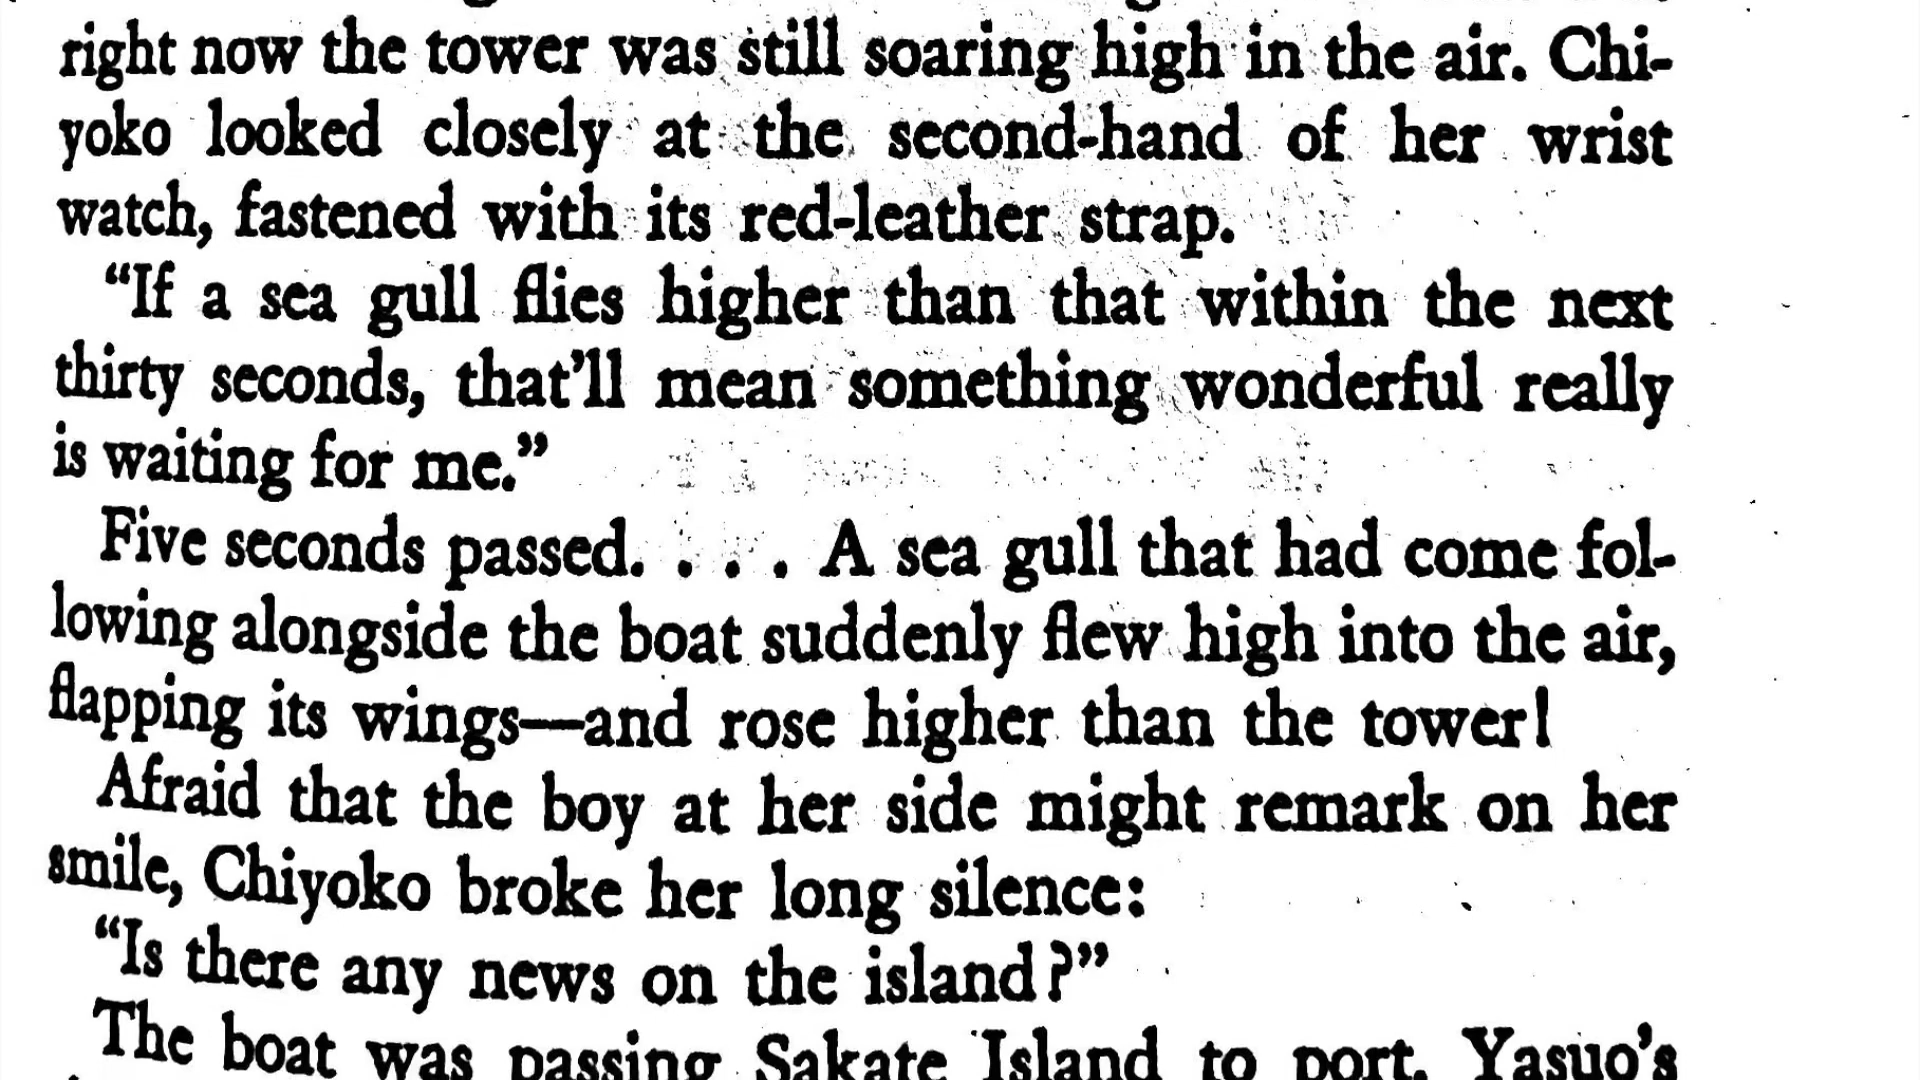 right now the tower was still soaring high in the air. Chi-
yoko looked closely at the second-hand of her wrist
watch, fastened with its red-leather strap.
“If a sea gull flies higher than that within the next
thirty seconds, that’ll mean something wonderful really
is waiting for me.”
Five seconds passed. . . . A sea gull that had come fol-
lowing alongside the boat suddenly flew high into the air,
flapping its wings—and rose higher than the tower!
Afraid that the boy at her side might remark on her
smile, Chiyoko broke her long silence:
“Is there any news on the island?”
The boat was passing Sakate Island to port. Yasuo’s